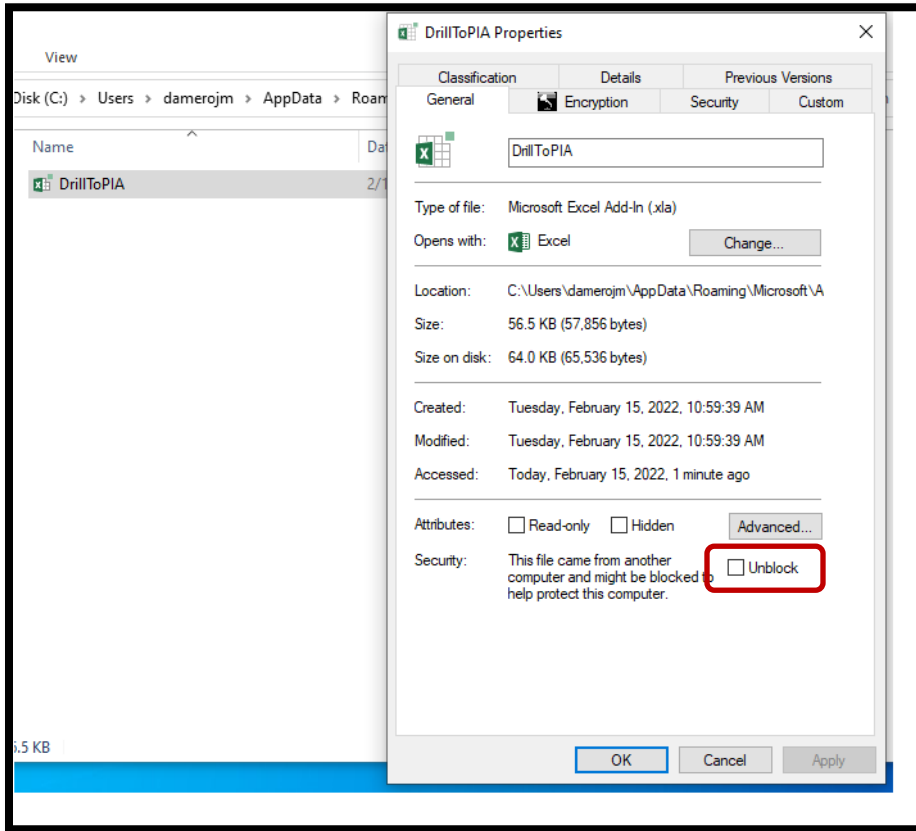 View
Disk (C:) > Users > damerojm > AppData > Roam
Name
Dat
DrillToPIA
2/1
5.5 KB
DrillToPIA Properties
Classification Details Previous Versions
General Encryption Security Custom
DrillToPIA
Type of file: Microsoft Excel Add-In (.xla)
Opens with: Excel Change...
Location: C:\Users\damerojm\AppData\Roaming\Microsoft\A
Size: 56.5 KB (57,856 bytes)
Size on disk: 64.0 KB (65,536 bytes)
Created: Tuesday, February 15, 2022, 10:59:39 AM
Modified: Tuesday, February 15, 2022, 10:59:39 AM
Accessed: Today, February 15, 2022, 1 minute ago
Attributes: Read-only Hidden Advanced...
Security: This file came from another
computer and might be blocked to
help protect this computer.
Unblock
OK Cancel Apply